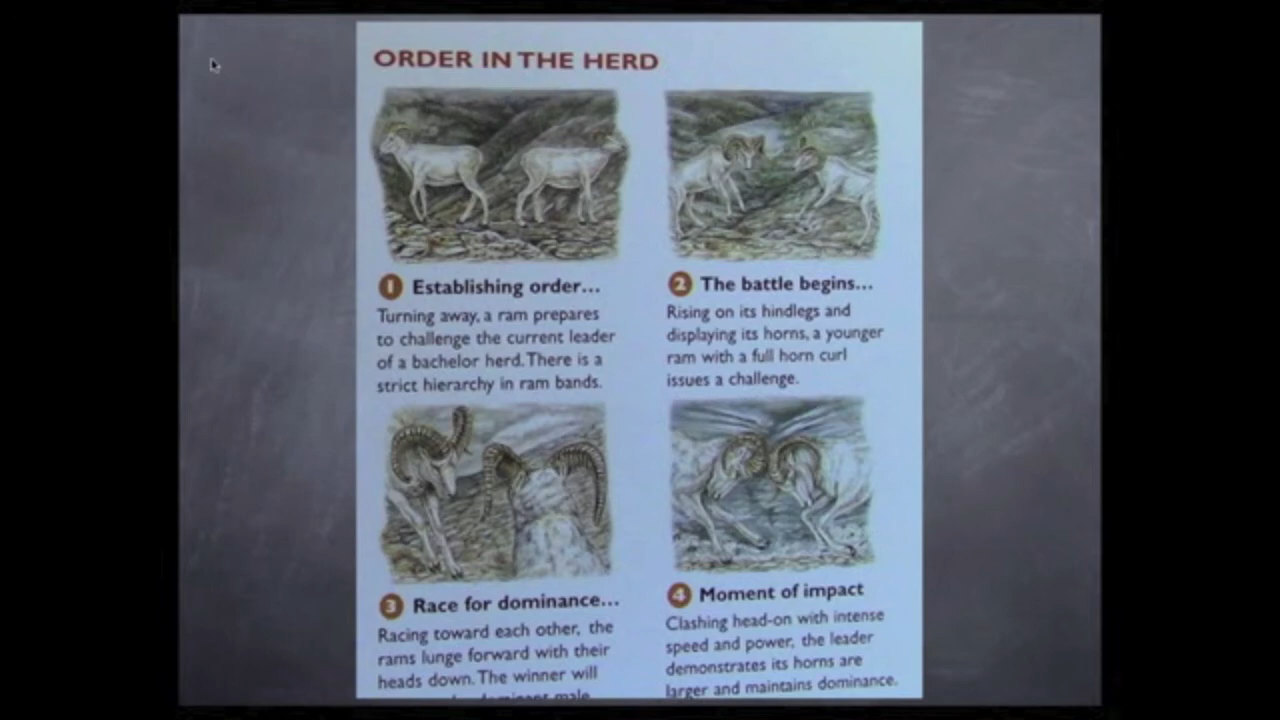 ORDER IN THE HERD
1 Establishing order...
Turning away, a ram prepares
to challenge the current leader
of a bachelor herd. There is a
strict hierarchy in ram bands.
2 The battle begins...
Rising on its hindlegs and
displaying its horns, a younger
ram with a full horn curl
issues a challenge.
3 Race for dominance...
Racing toward each other, the
rams lunge forward with their
heads down. The winner will
dominant male
4 Moment of impact
Clashing head-on with intense
speed and power, the leader
demonstrates its horns are
larger and maintains dominance.